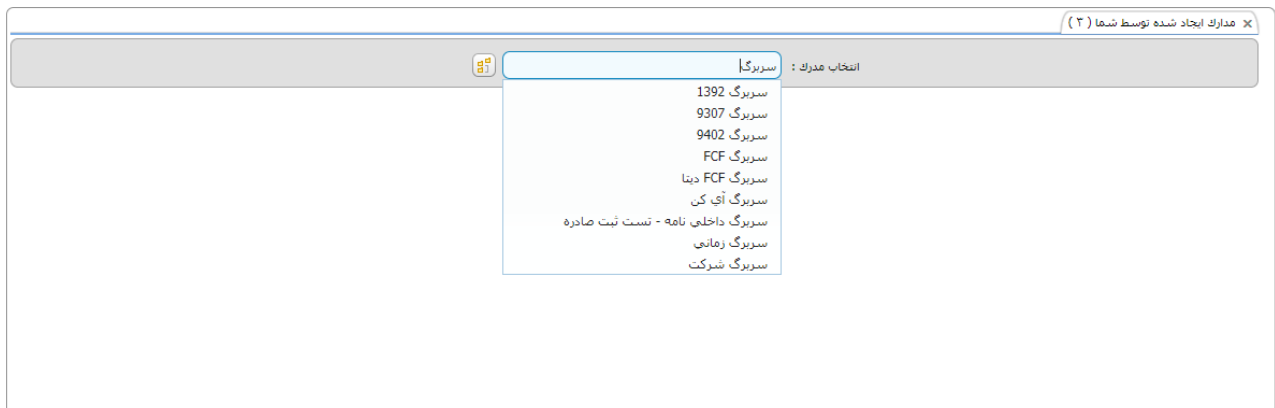 مدارك ايجاد شده توسط شما ( ۳ )
انتخاب مدرك : سربرگ
سربرگ 1392
سربرگ 9307
سربرگ 9402
سربرگ FCF
سربرگ FCF ديتا
سربرگ آي كن
سربرگ داخلي نامه - تست ثبت صادره
سربرگ زماني
سربرگ شركت